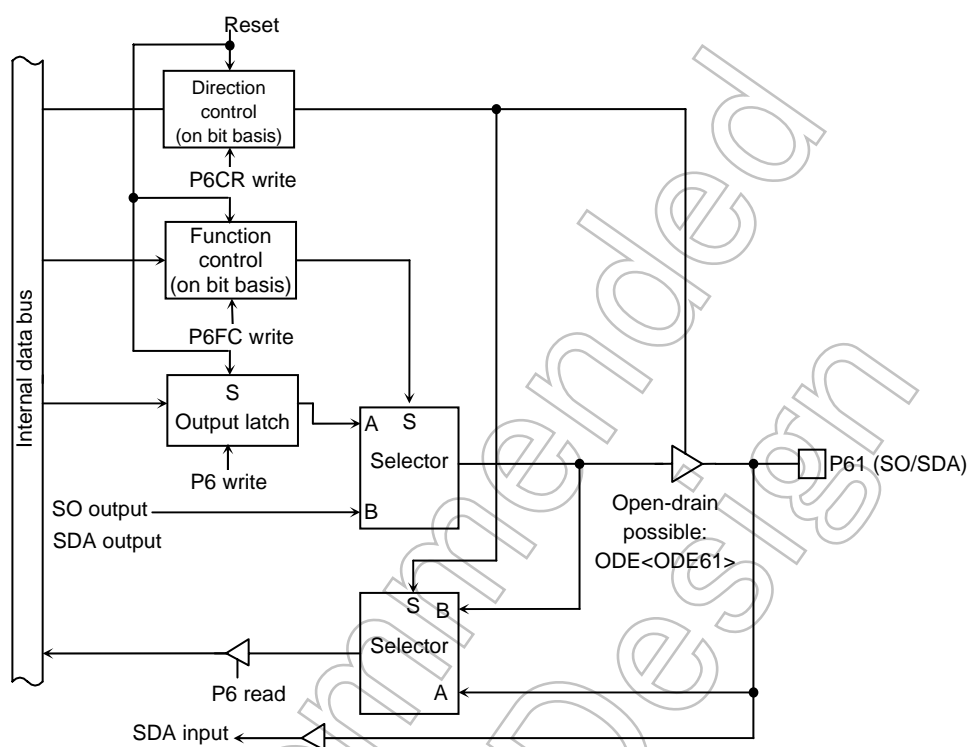 Reset
Direction
control
(on bit basis)
P6CR write
Function
control
(on bit basis)
P6FC write
Internal data bus
S
Output latch
P6 write
A
S
Selector
B
SO output
SDA output
P61 (SO/SDA)
Open-drain
possible:
ODE<ODE61>
S
B
Selector
A
P6 read
SDA input
ommended
Design